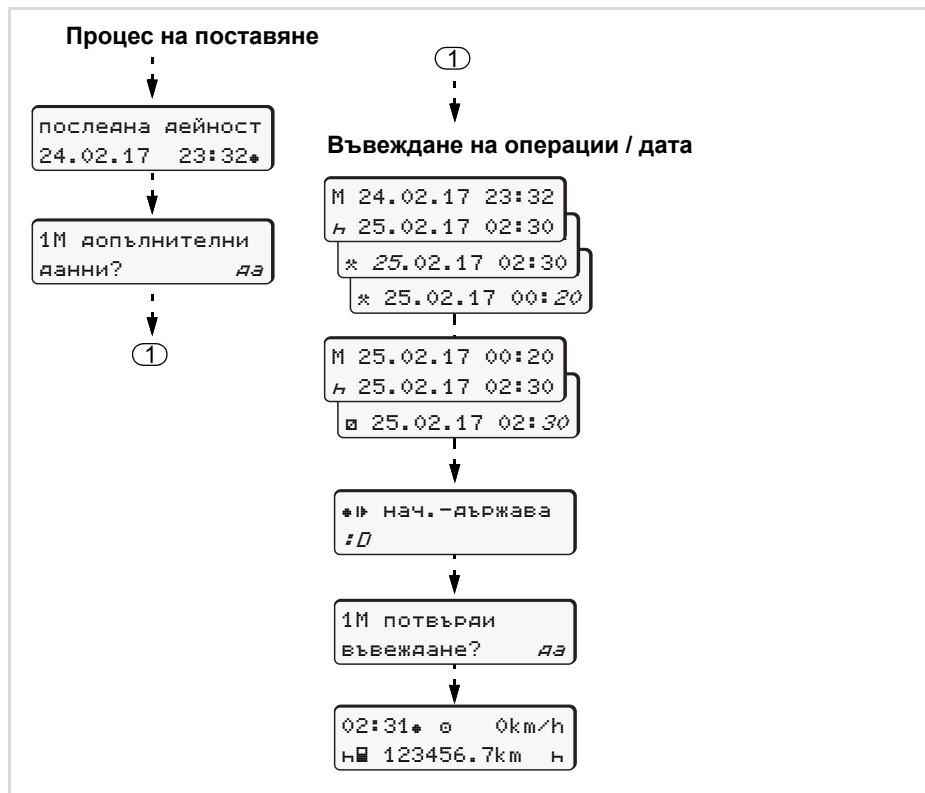 Процес на поставяне
последна дейност
24.02.17 23:32
1M допълнителни
данни? да
1
1
Въвеждане на операции / дата
M 24.02.17 23:32
25.02.17 02:30
25.02.17 02:30
25.02.17 00:20
M 25.02.17 00:20
25.02.17 02:30
25.02.17 02:30
нач.-държава
:D
1M потвърди
въвеждане? да
02:31 0km/h
123456.7km